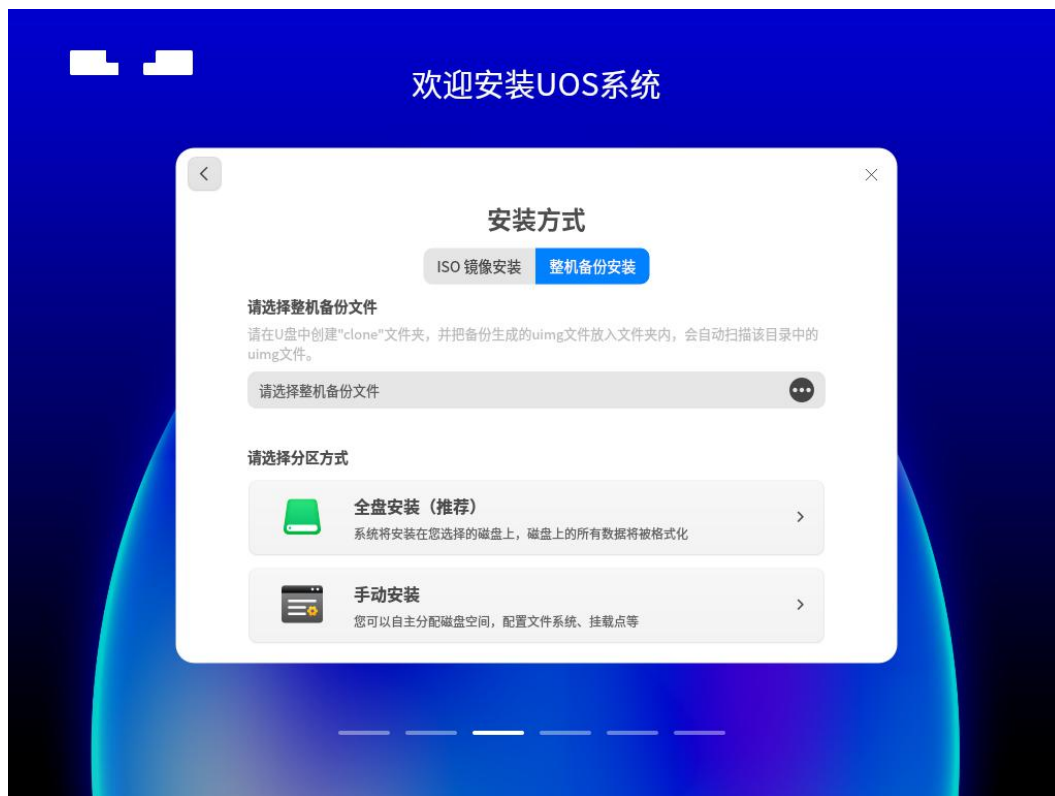 欢迎安装UOS系统
安装方式
ISO 镜像安装
整机备份安装
请选择整机备份文件
请在U盘中创建"clone"文件夹，并把备份生成的uimg文件放入文件夹内，会自动扫描该目录中的
uimg文件。
请选择整机备份文件
请选择分区方式
全盘安装（推荐）
系统将安装在您选择的磁盘上，磁盘上的所有数据将被格式化
手动安装
您可以自主分配磁盘空间，配置文件系统、挂载点等